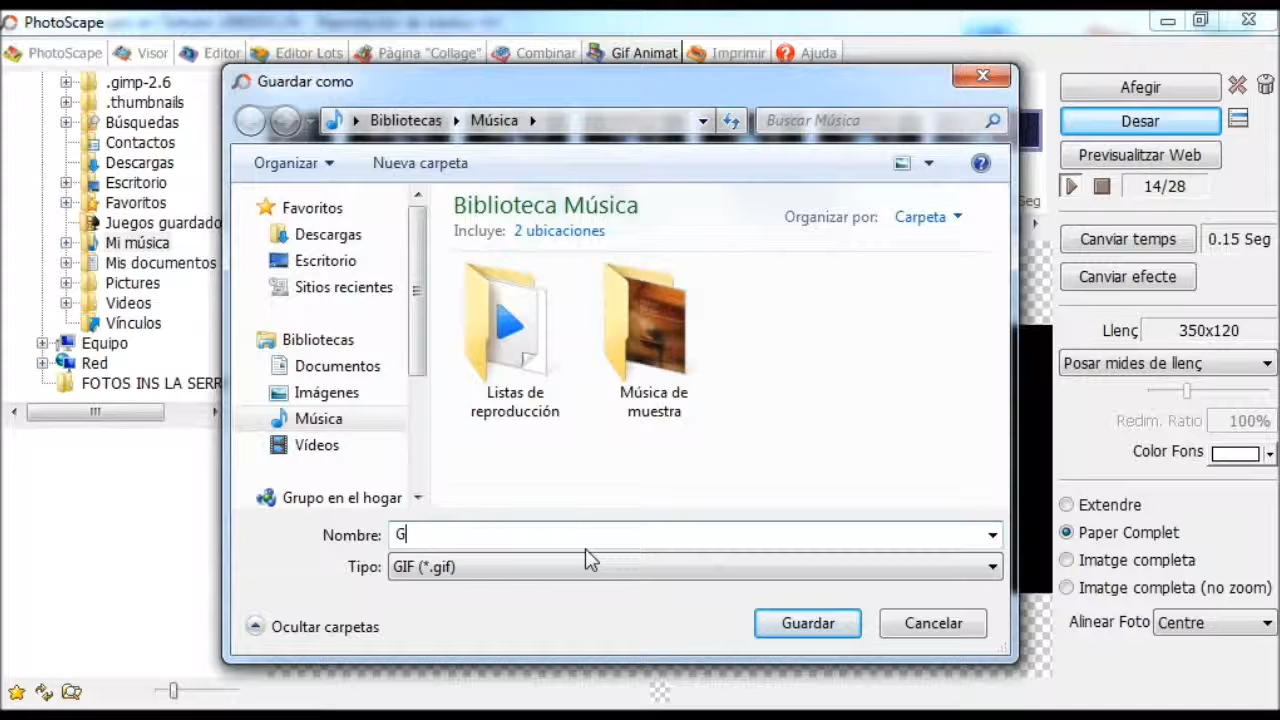 PhotoScape
PhotoScape Visor Editor Editor Lots Pàgina "Collage" Combinar Gif Animat Imprimir Ajuda
.gimp-2.6
.thumbnails
Búsquedas
Contactos
Descargas
Escritorio
Favoritos
Juegos guardado
Mi música
Mis documentos
Pictures
Videos
Vínculos
Equipo
Red
FOTOS INS LA SERR
Guardar como
Bibliotecas Música
Buscar Música
Organizar Nueva carpeta
Favoritos
Descargas
Escritorio
Sitios recientes
Bibliotecas
Documentos
Imágenes
Música
Vídeos
Grupo en el hogar
Biblioteca Música
Incluye: 2 ubicaciones
Organizar por: Carpeta
Listas de
reproducción
Música de
muestra
Nombre: G
Tipo: GIF (*.gif)
Ocultar carpetas
Guardar Cancelar
Afegir
Desar
Previsualitzar Web
14/28
Seg
Canviar temps 0.15 Seg
Canviar efecte
Llenç 350x120
Posar mides de llenç
Redim. Ratio 100%
Color Fons
Extendre
Paper Complet
Imatge completa
Imatge completa (no zoom)
Alinear Foto Centre